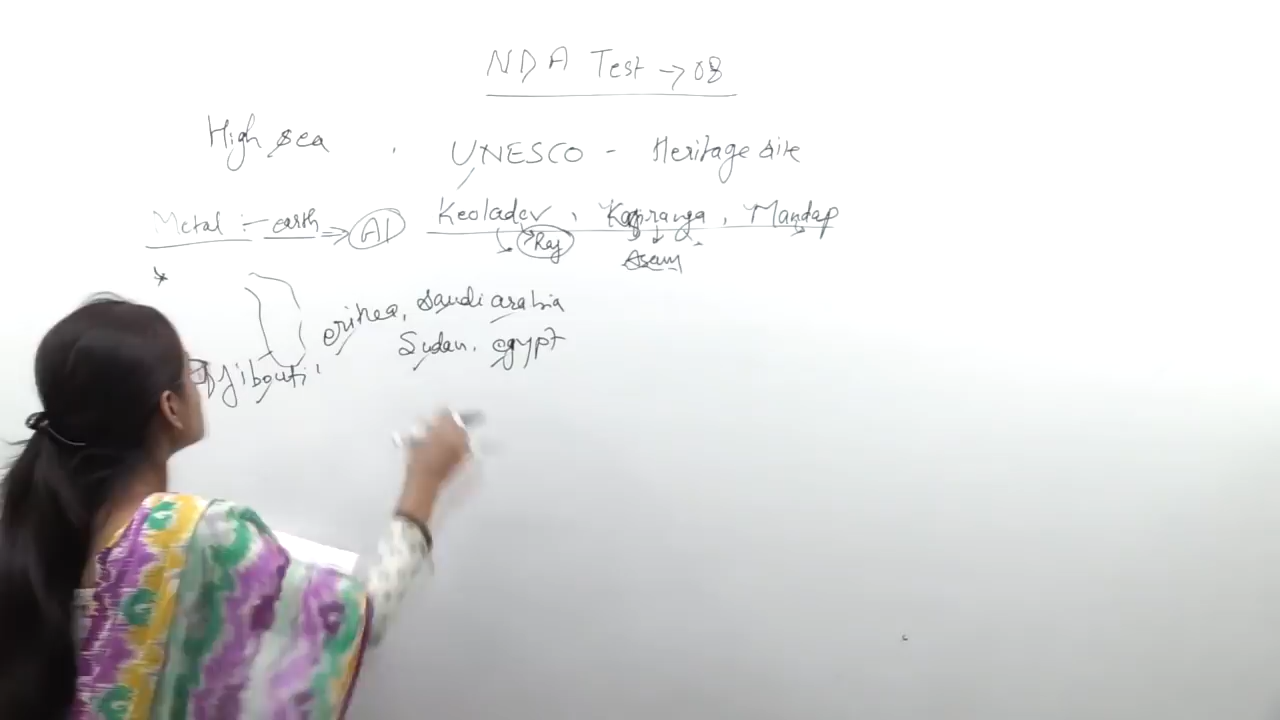 NDA Test → 08
High sea , UNESCO - Heritage site
Metal :- earth ⇒ Al Keoladev , Kaziranga , Mandap
Raj Asam
eritrea, saudi arabia
Sudan, egypt
Djibouti,